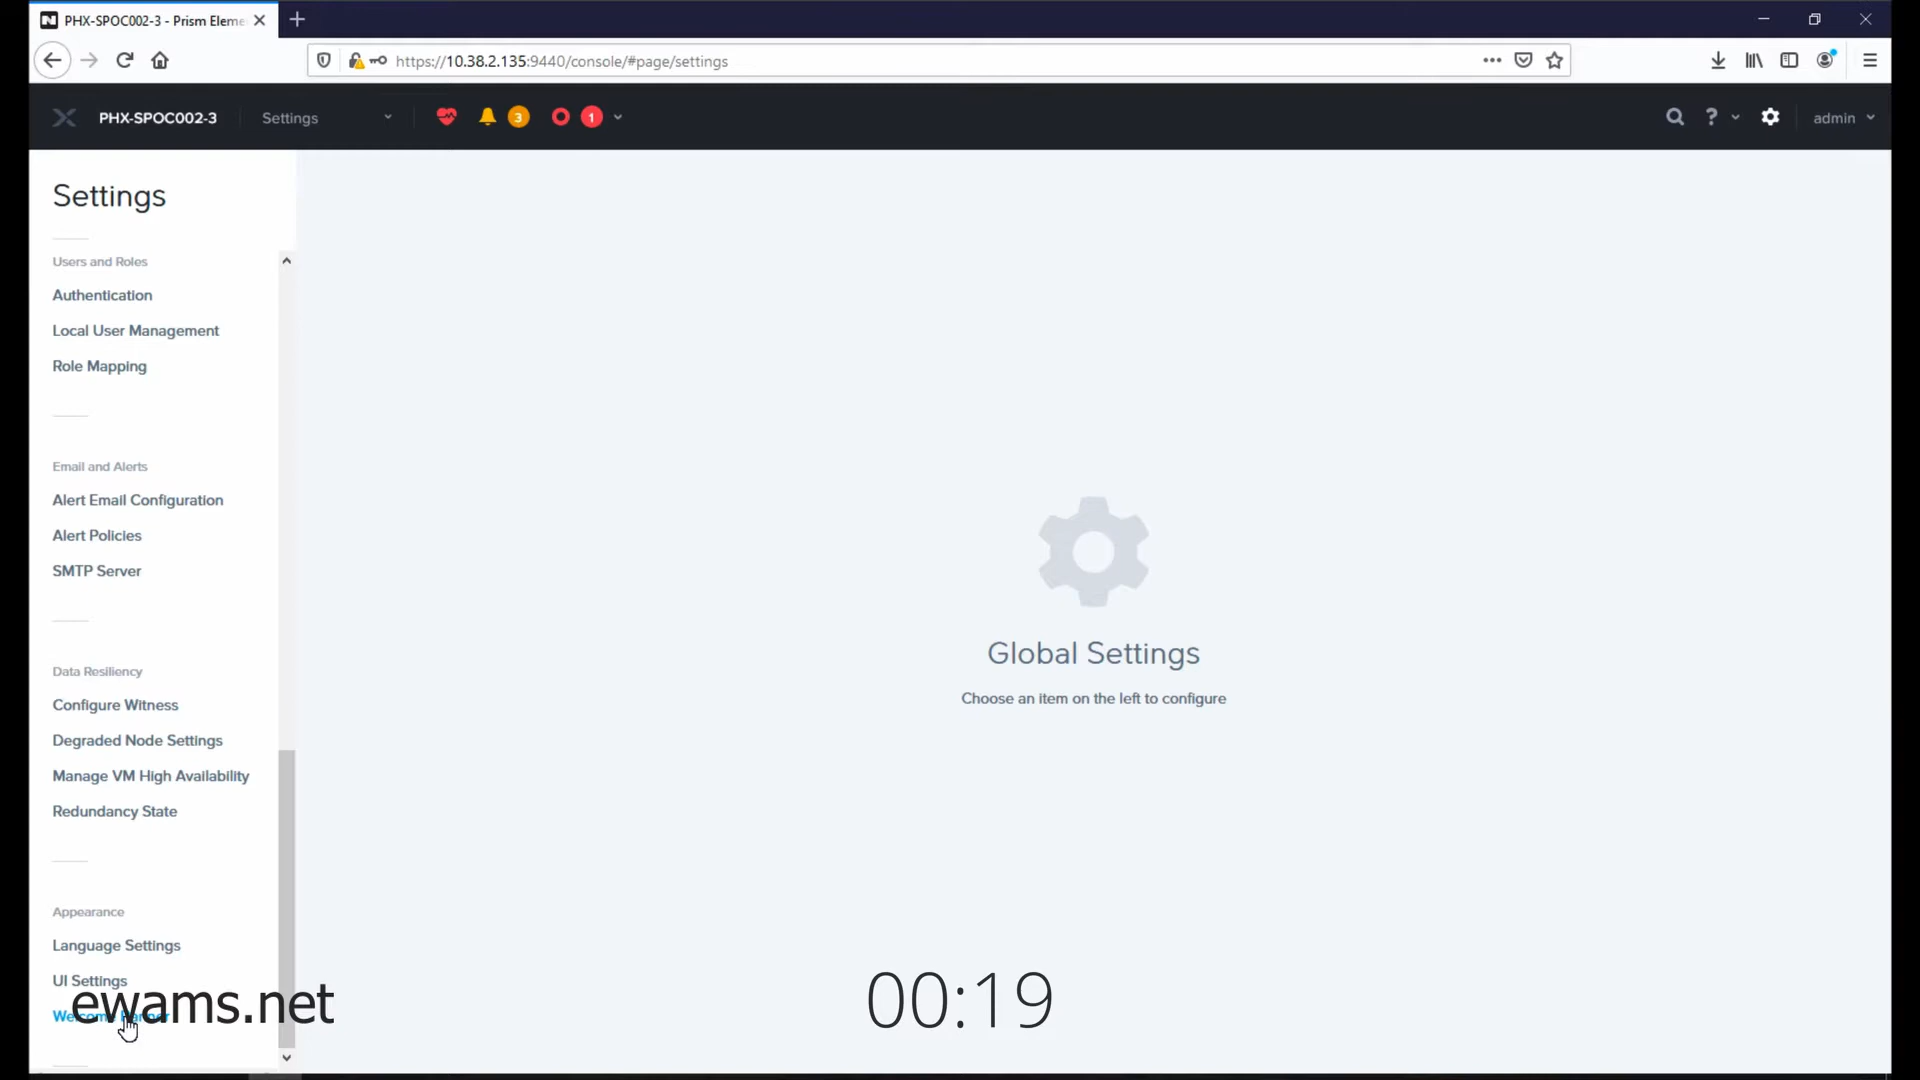 PHX-SPOC002-3 - Prism Eleme
https://10.38.2.135:9440/console/#page/settings
PHX-SPOC002-3
Settings
3
1
?
admin
Settings
Users and Roles
Authentication
Local User Management
Role Mapping
Email and Alerts
Alert Email Configuration
Alert Policies
SMTP Server
Data Resiliency
Configure Witness
Degraded Node Settings
Manage VM High Availability
Redundancy State
Appearance
Language Settings
UI Settings
Welcome Banner
Global Settings
Choose an item on the left to configure
ewams.net
00:19